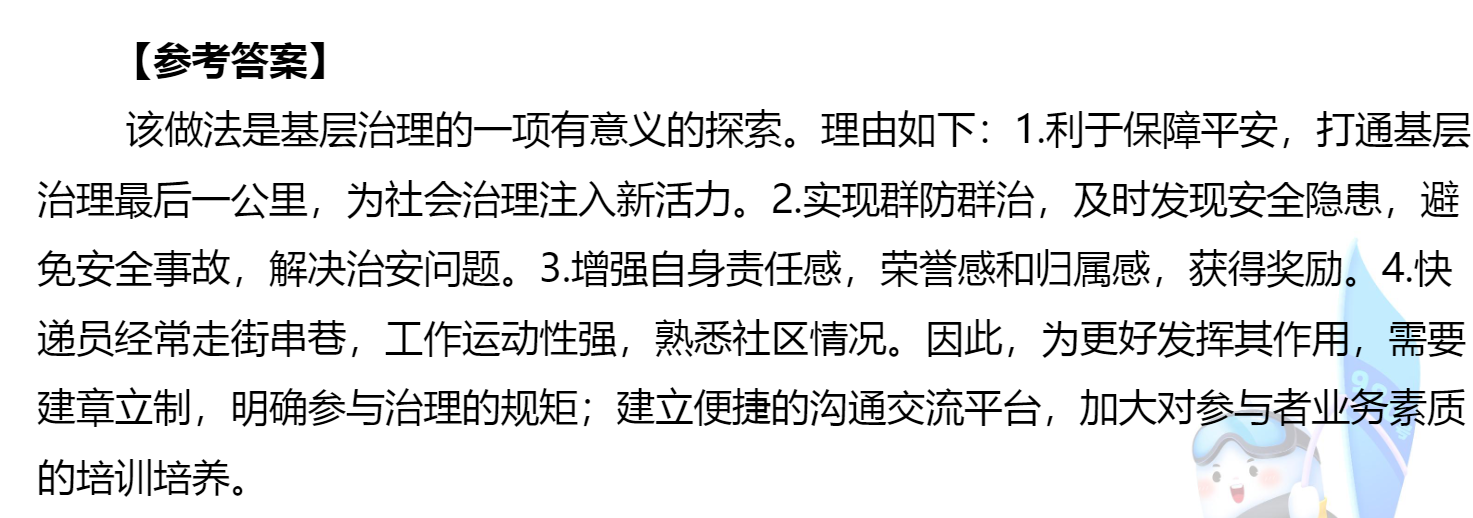 【参考答案】
该做法是基层治理的一项有意义的探索。理由如下：1.利于保障平安，打通基层
治理最后一公里，为社会治理注入新活力。2.实现群防群治，及时发现安全隐患，避
免安全事故，解决治安问题。3.增强自身责任感，荣誉感和归属感，获得奖励。4.快
递员经常走街串巷，工作运动性强，熟悉社区情况。因此，为更好发挥其作用，需要
建章立制，明确参与治理的规矩；建立便捷的沟通交流平台，加大对参与者业务素质
的培训培养。